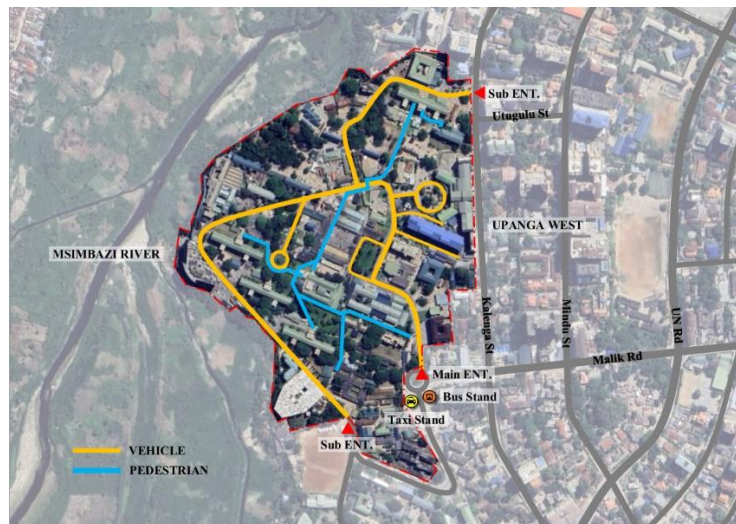 Sub ENT.
Utugulu St
UPANGA WEST
MSIMBAZI RIVER
Kalenga St
Mindu St
UN Rd
Malik Rd
Main ENT.
Bus Stand
Taxi Stand
Sub ENT.
VEHICLE
PEDESTRIAN